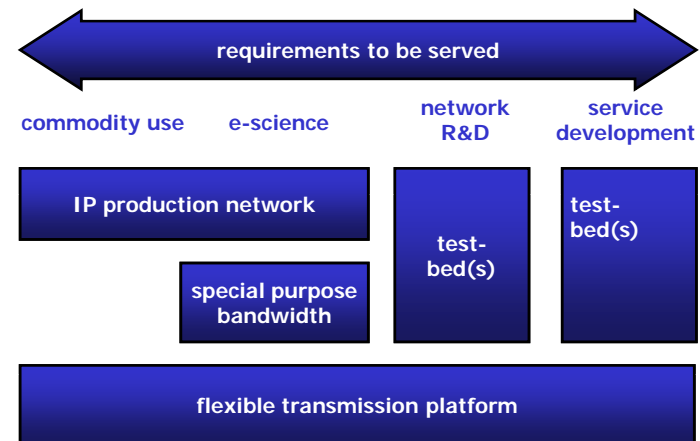 requirements to be served
commodity use
e-science
network
R&D
service
development
IP production network
test-
bed(s)
test-
bed(s)
special purpose
bandwidth
flexible transmission platform